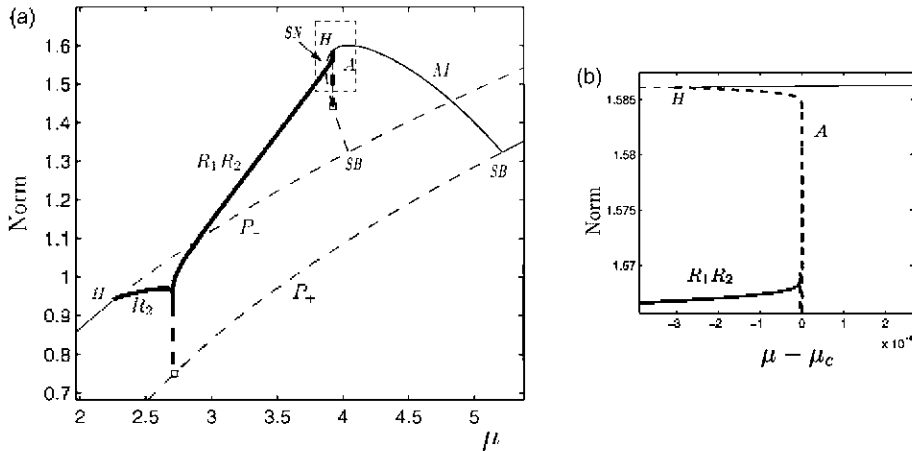 (a)
1.6
1.5
1.4
1.3
1.2
1.1
1
0.9
0.8
0.7
Norm
2
2.5
3
3.5
4
4.5
5
μ
SN
H
A
M
R₁R₂
SB
SB
P₋
P₊
H
R₂
(b)
1.585
1.58
1.575
1.57
Norm
H
A
R₁R₂
-3
-2
-1
0
1
2
μ − μ_c